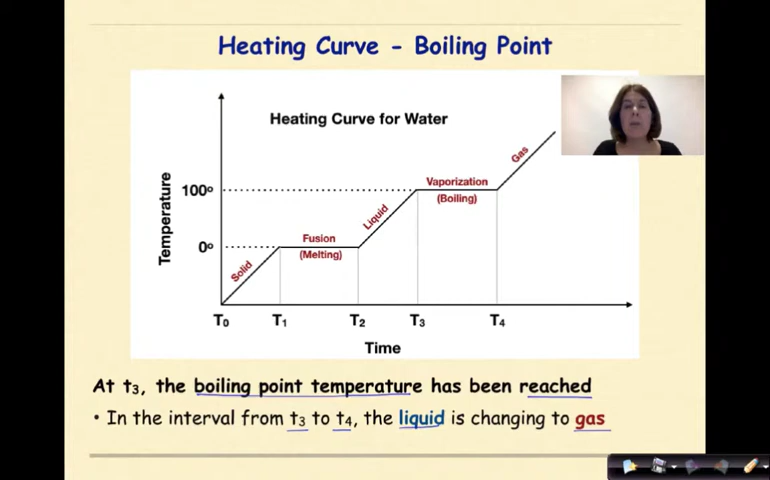 Heating Curve - Boiling Point
Heating Curve for Water
Gas
Vaporization
(Boiling)
100º
Temperature
Liquid
Fusion
(Melting)
0º
Solid
T₀ T₁ T₂ T₃ T₄
Time
At t₃, the boiling point temperature has been reached
• In the interval from t₃ to t₄, the liquid is changing to gas